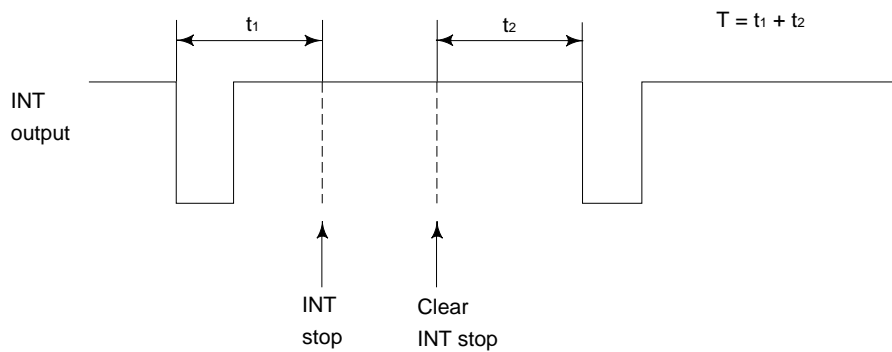 t1
t2
T = t1 + t2
INT
output
INT
stop
Clear
INT stop